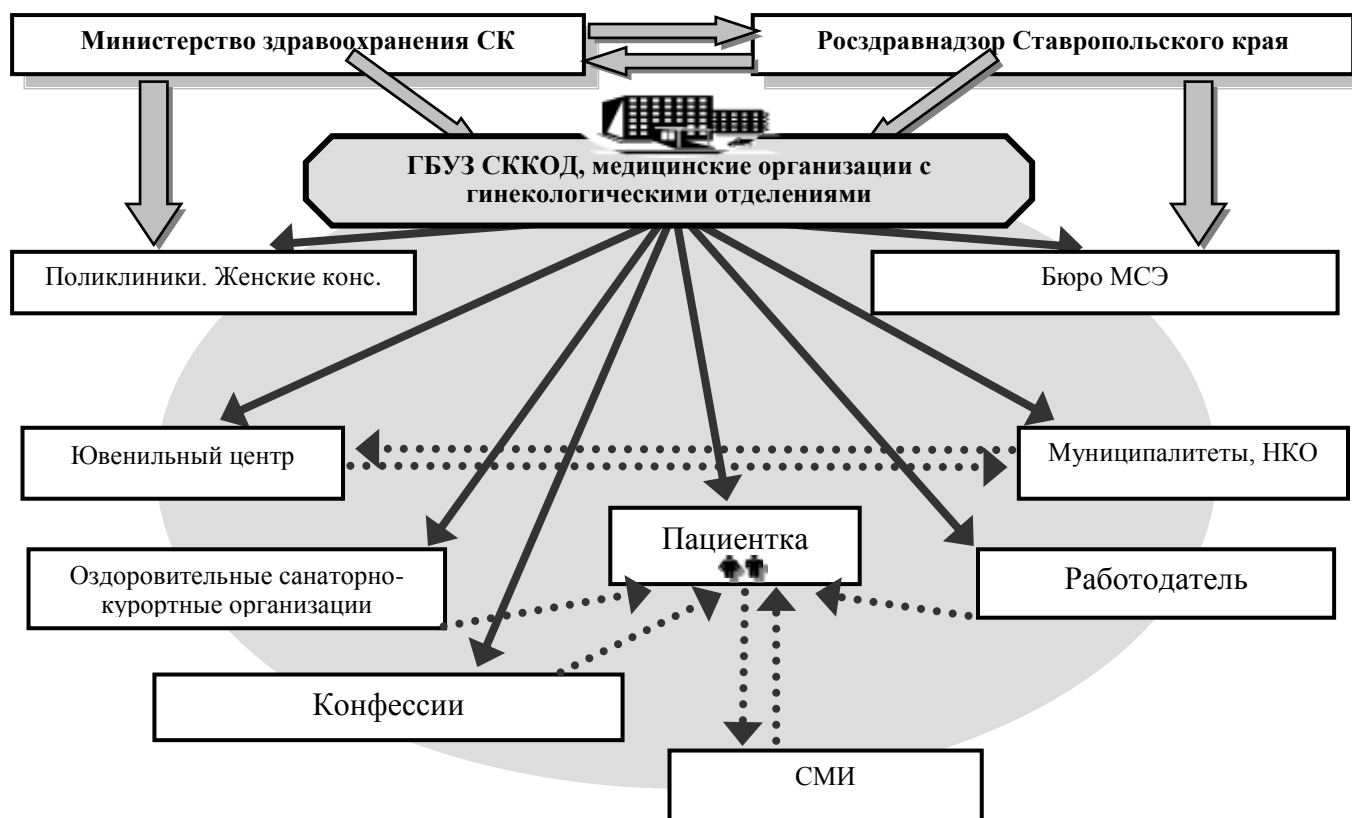 Министерство здравоохранения СК
Росздравнадзор Ставропольского края
ГБУЗ СККОД, медицинские организации с
гинекологическими отделениями
Поликлиники. Женские конс.
Бюро МСЭ
Ювенильный центр
Муниципалитеты, НКО
Пациентка
Оздоровительные санаторно-
курортные организации
Работодатель
Конфессии
СМИ